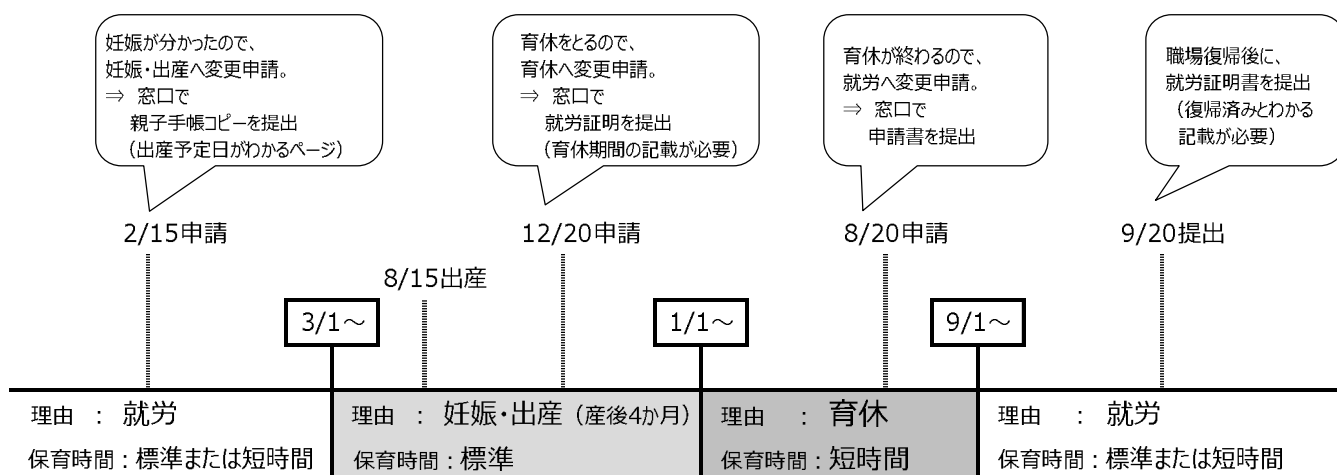 妊娠が分かったので、
妊娠・出産へ変更申請。
⇒ 窓口で
親子手帳コピーを提出
（出産予定日がわかるページ）
育休をとるので、
育休へ変更申請。
⇒ 窓口で
就労証明を提出
（育休期間の記載が必要）
育休が終わるので、
就労へ変更申請。
⇒ 窓口で
申請書を提出
職場復帰後に、
就労証明書を提出
（復帰済みとわかる
記載が必要）
2/15申請
12/20申請
8/20申請
9/20提出
8/15出産
3/1～
1/1～
9/1～
理由 ： 就労
保育時間：標準または短時間
理由 ： 妊娠・出産（産後4か月）
保育時間：標準
理由 ： 育休
保育時間：短時間
理由 ： 就労
保育時間：標準または短時間